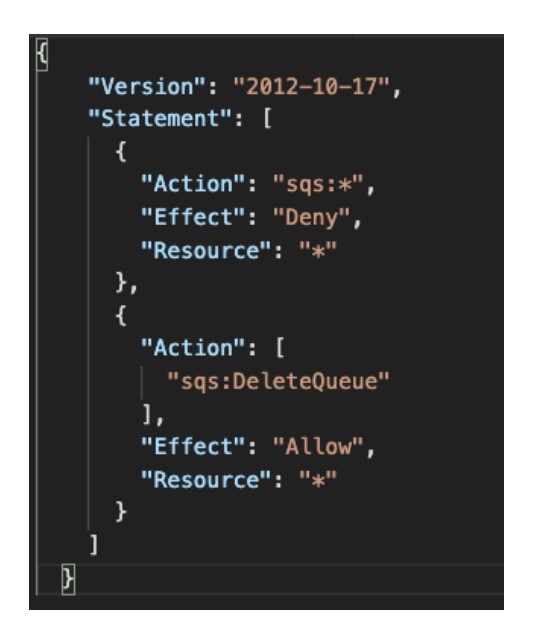 {
"Version": "2012-10-17",
"Statement": [
{
"Action": "sqs:*",
"Effect": "Deny",
"Resource": "*"
},
{
"Action": [
"sqs:DeleteQueue"
],
"Effect": "Allow",
"Resource": "*"
}
]
}